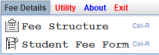 Fee Details Utility About Exit
Fee Structure Ctrl-R
Student Fee Form Ctrl-R